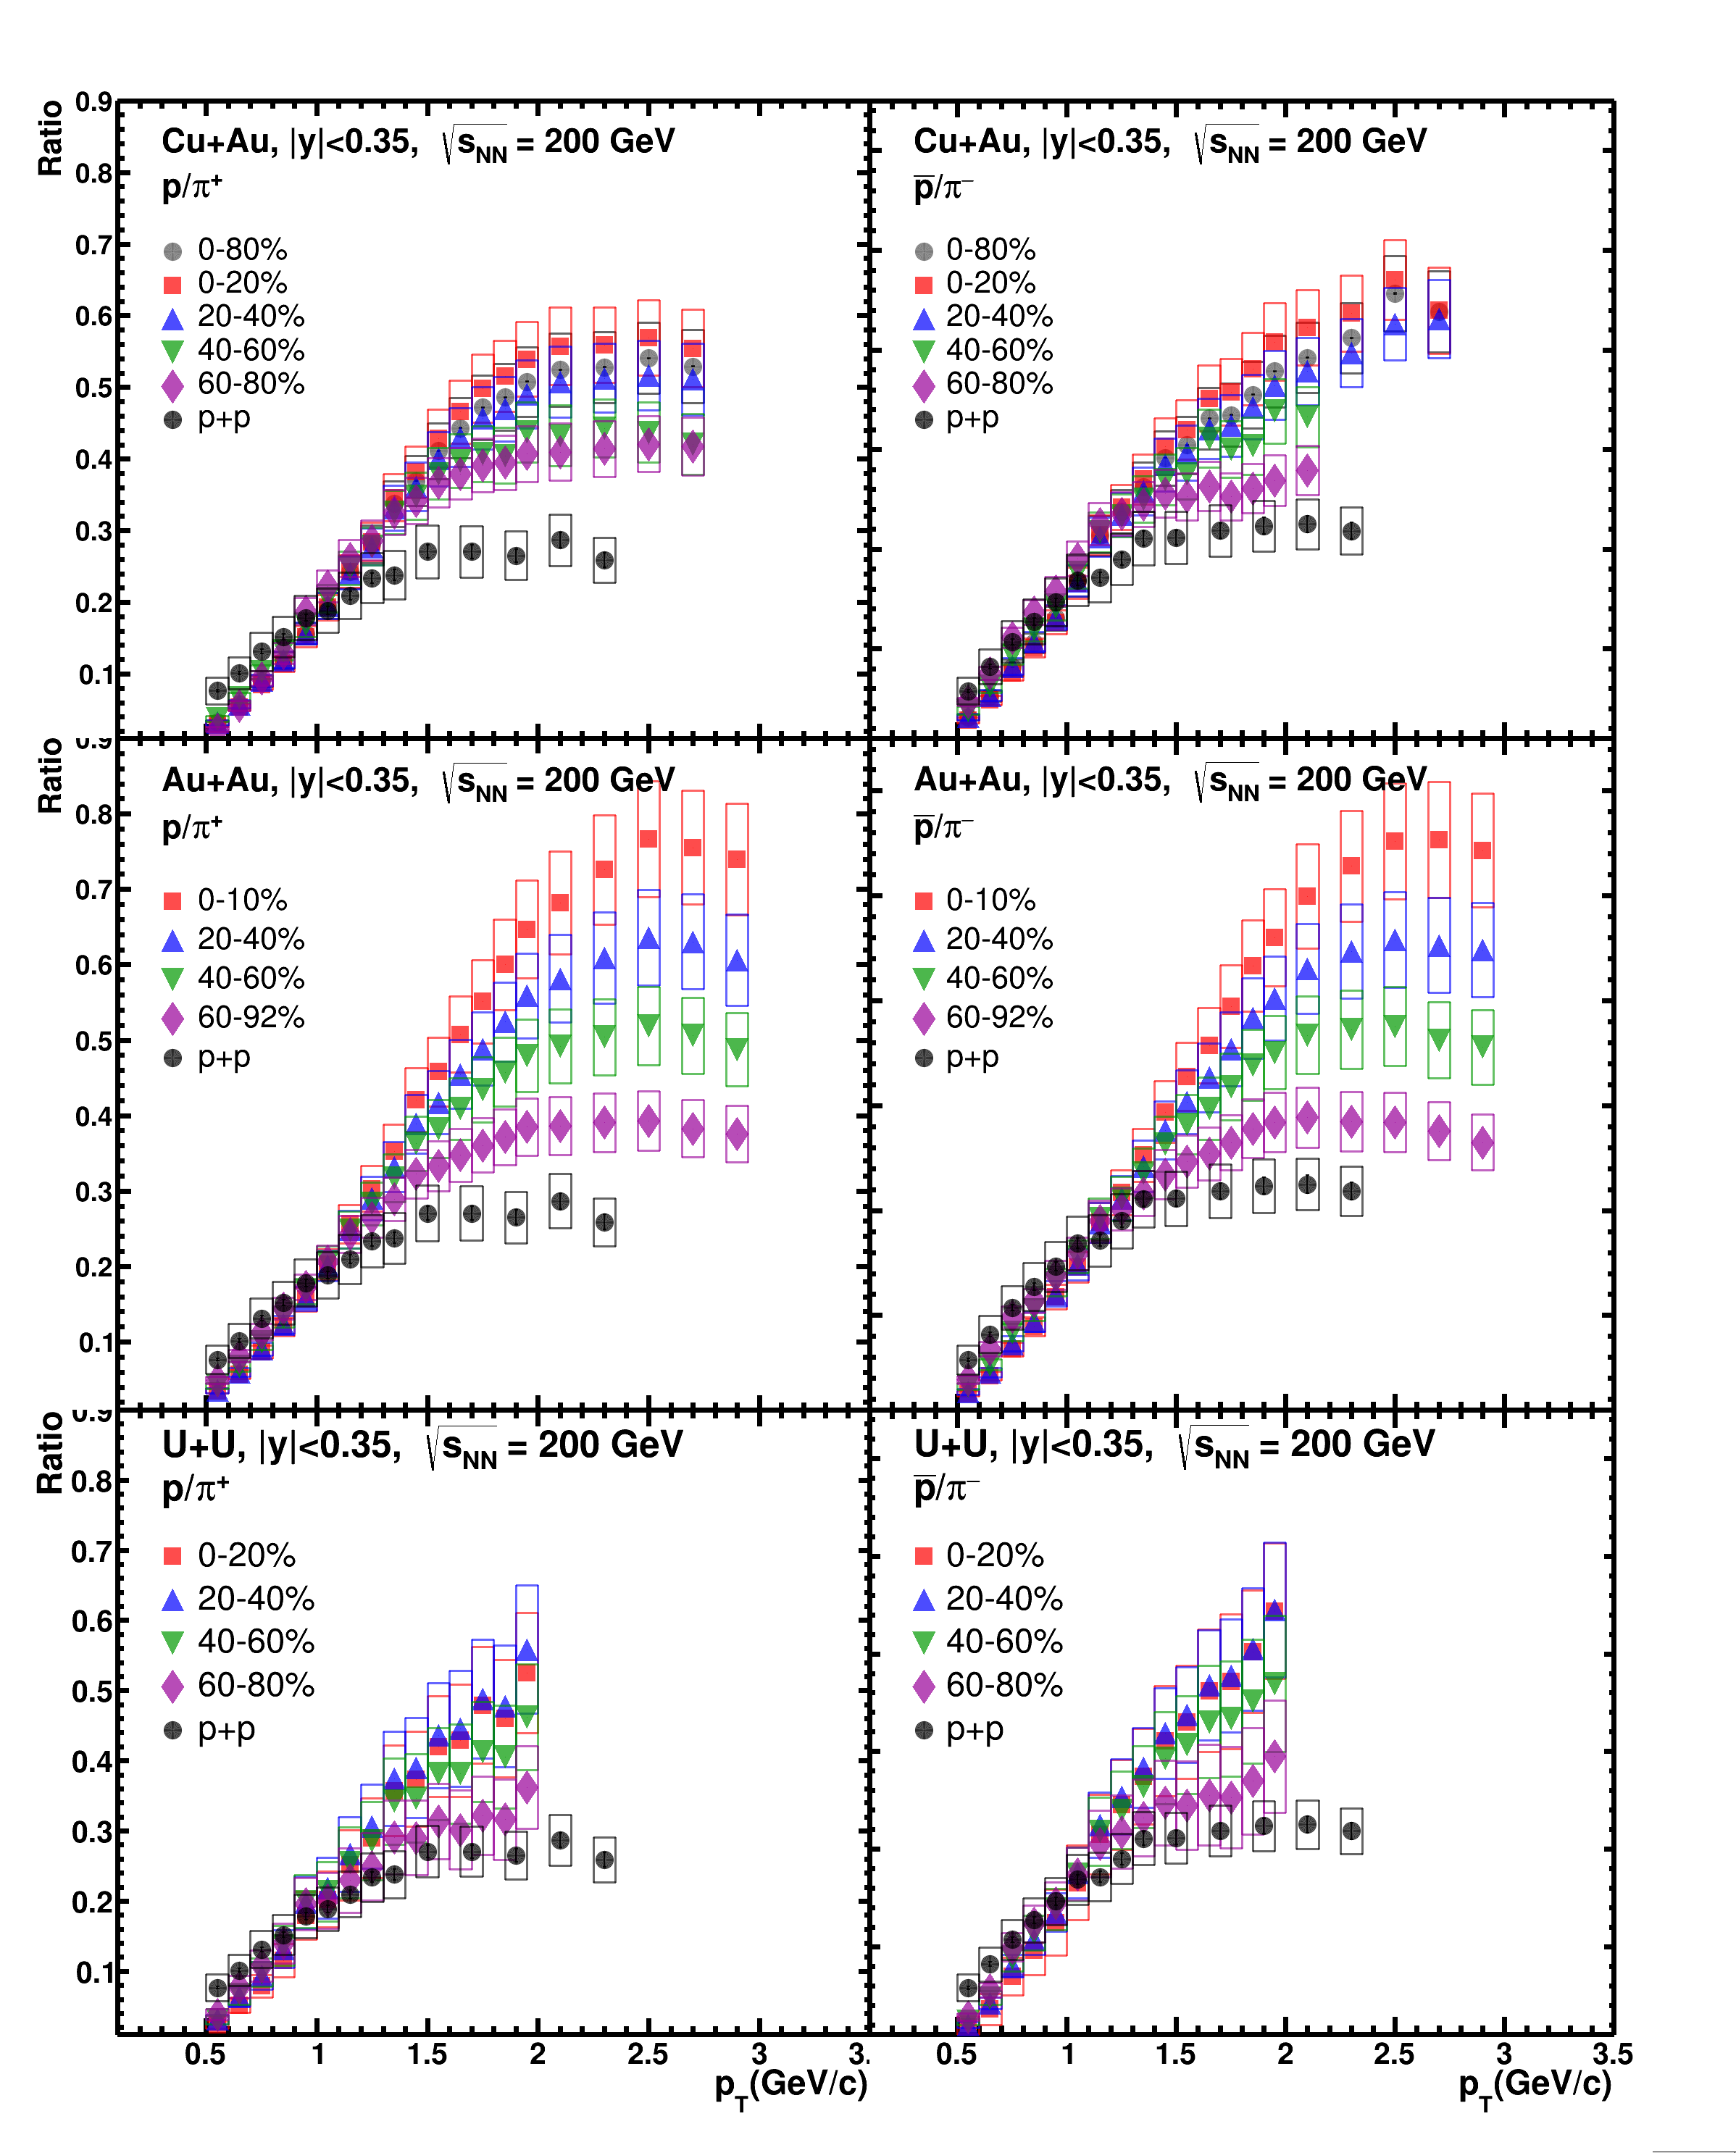 Ratio
0.9
0.8
0.7
0.6
0.5
0.4
0.3
0.2
0.1
Cu+Au, |y|<0.35, √sNN = 200 GeV
p/π⁺
0-80%
0-20%
20-40%
40-60%
60-80%
p+p
Cu+Au, |y|<0.35, √sNN = 200 GeV
p̅/π⁻
0-80%
0-20%
20-40%
40-60%
60-80%
p+p
Ratio
0.9
0.8
0.7
0.6
0.5
0.4
0.3
0.2
0.1
Au+Au, |y|<0.35, √sNN = 200 GeV
p/π⁺
0-10%
20-40%
40-60%
60-92%
p+p
Au+Au, |y|<0.35, √sNN = 200 GeV
p̅/π⁻
0-10%
20-40%
40-60%
60-92%
p+p
Ratio
0.9
0.8
0.7
0.6
0.5
0.4
0.3
0.2
0.1
U+U, |y|<0.35, √sNN = 200 GeV
p/π⁺
0-20%
20-40%
40-60%
60-80%
p+p
U+U, |y|<0.35, √sNN = 200 GeV
p̅/π⁻
0-20%
20-40%
40-60%
60-80%
p+p
0.5 1 1.5 2 2.5 3 3.
0.5 1 1.5 2 2.5 3 3.5
pT(GeV/c)
pT(GeV/c)